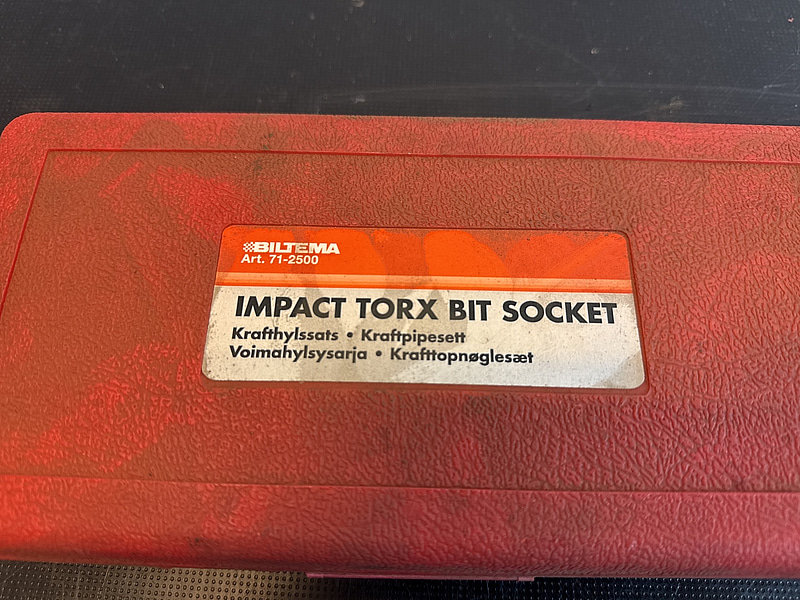 BILTEMA
Art. 71-2500
IMPACT TORX BIT SOCKET
Krafthylssats • Kraftpipesett
Voimahylsysarja • Krafttopnøglesæt